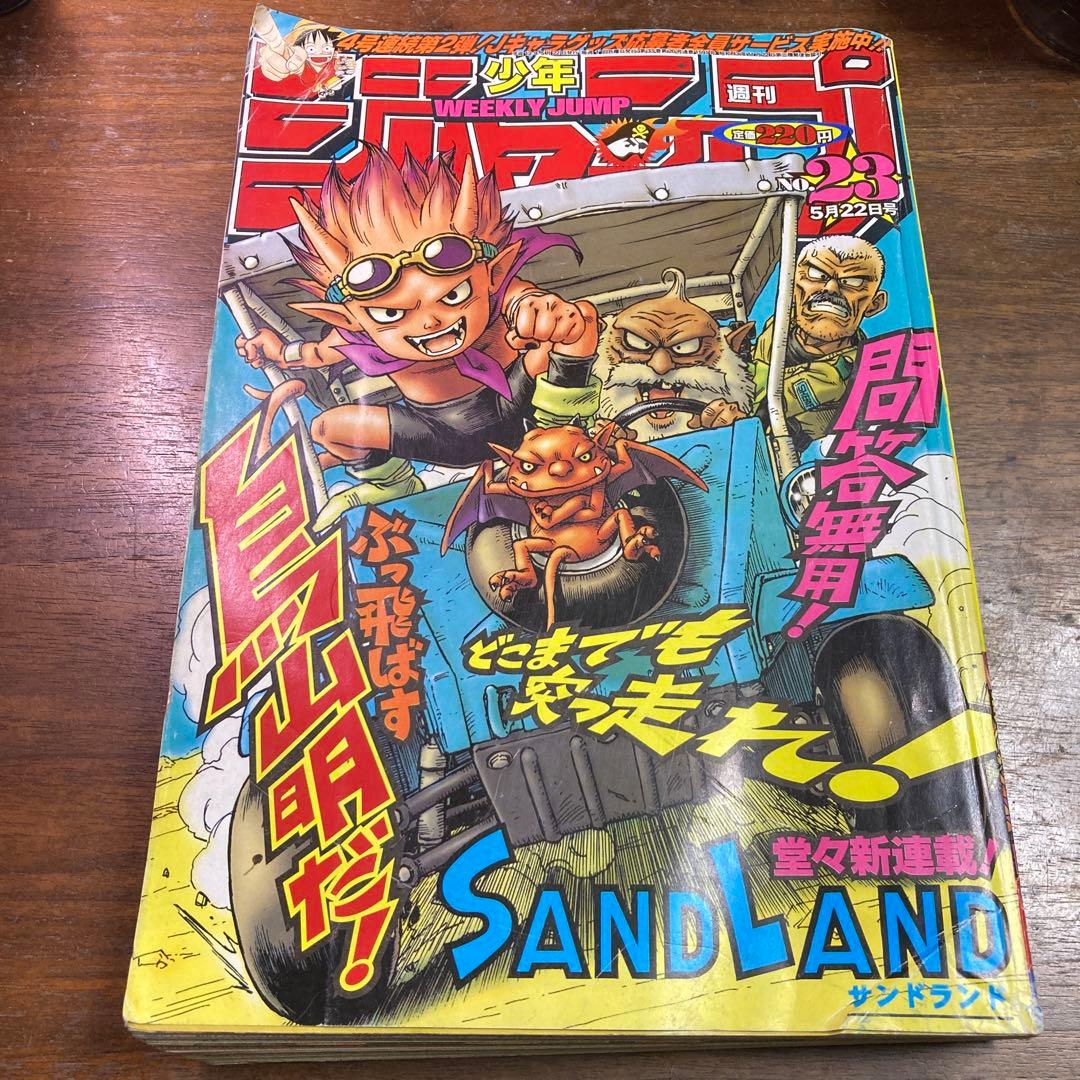 4号連続第2弾!Jキャラグッズ応募者全員サービス実施中!!
週刊
少年
ジャンプ
WEEKLY JUMP
定価220円
NO.23
5月22日号
問答無用!
鳥山明だ!
ぶっ飛ばす
どこまでも
突っ走れ!
堂々新連載!
SANDLAND
サンドランド